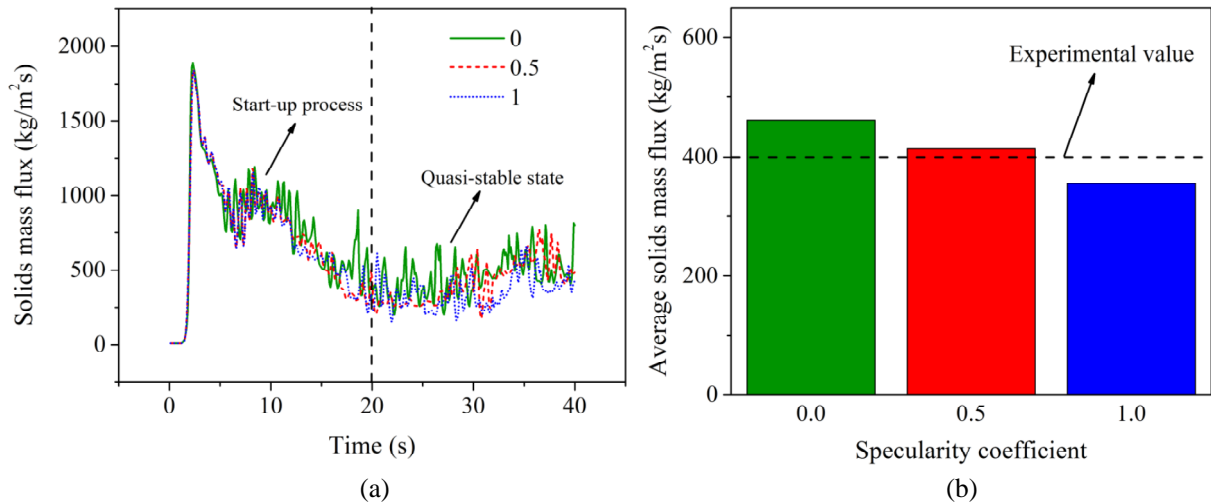 2000
1500
1000
500
0
Solids mass flux (kg/m²s)
0
0.5
1
Start-up process
Quasi-stable state
0
10
20
30
40
Time (s)
(a)
600
400
200
0
Average solids mass flux (kg/m²s)
Experimental value
0.0
0.5
1.0
Specularity coefficient
(b)